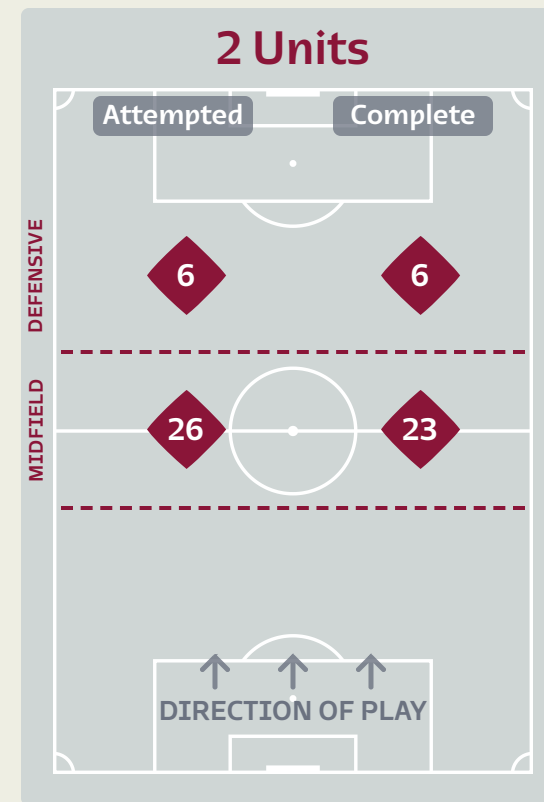 2 Units
Attempted
Complete
DEFENSIVE
6
6
MIDFIELD
26
23
DIRECTION OF PLAY